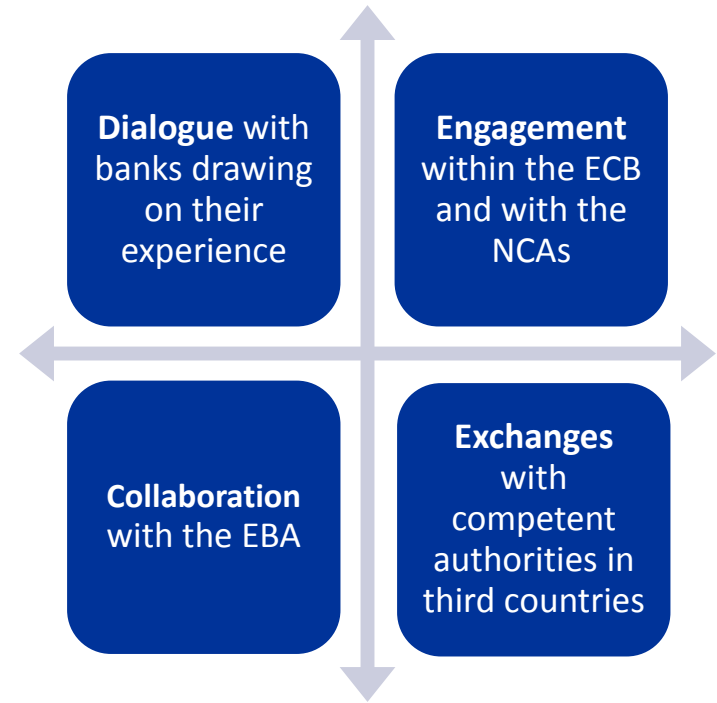 Dialogue with
banks drawing
on their
experience
Engagement
within the ECB
and with the
NCAs
Collaboration
with the EBA
Exchanges
with
competent
authorities in
third countries